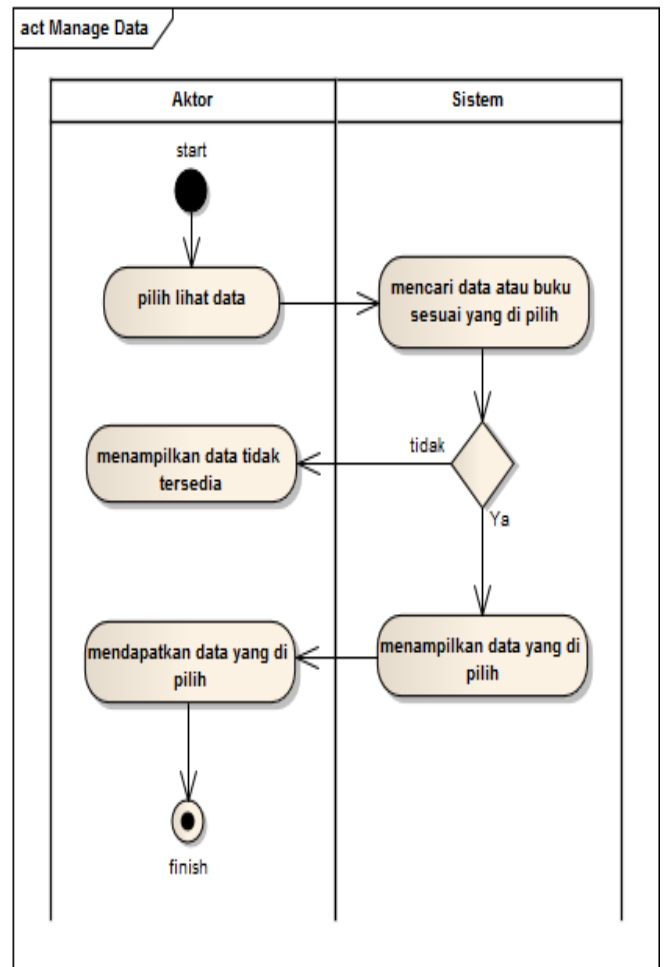 act Manage Data
Aktor
Sistem
start
pilih lihat data
mencari data atau buku
sesuai yang di pilih
tidak
menampilkan data tidak
tersedia
Ya
mendapatkan data yang di
pilih
menampilkan data yang di
pilih
finish